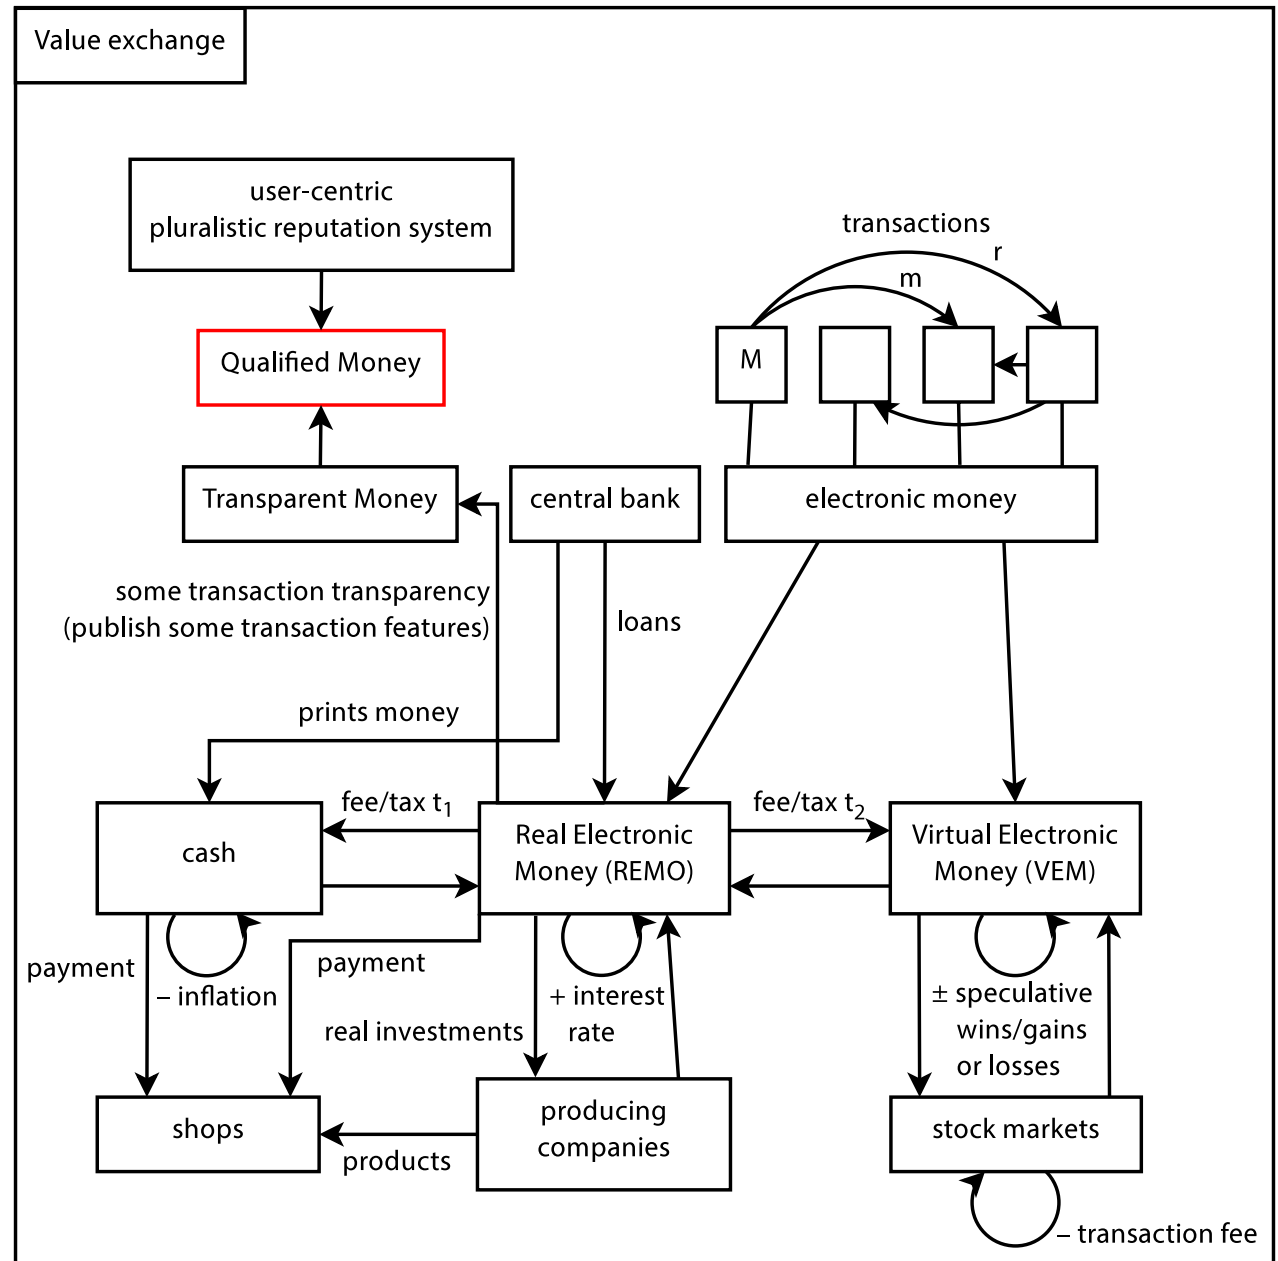 Value exchange
user-centric
pluralistic reputation system
transactions
r
m
Qualified Money
M
Transparent Money
central bank
electronic money
some transaction transparency
(publish some transaction features)
loans
prints money
fee/tax t₁
fee/tax t₂
cash
Real Electronic
Money (REMO)
Virtual Electronic
Money (VEM)
payment
– inflation
payment
+ interest
rate
real investments
± speculative
wins/gains
or losses
shops
products
producing
companies
stock markets
– transaction fee